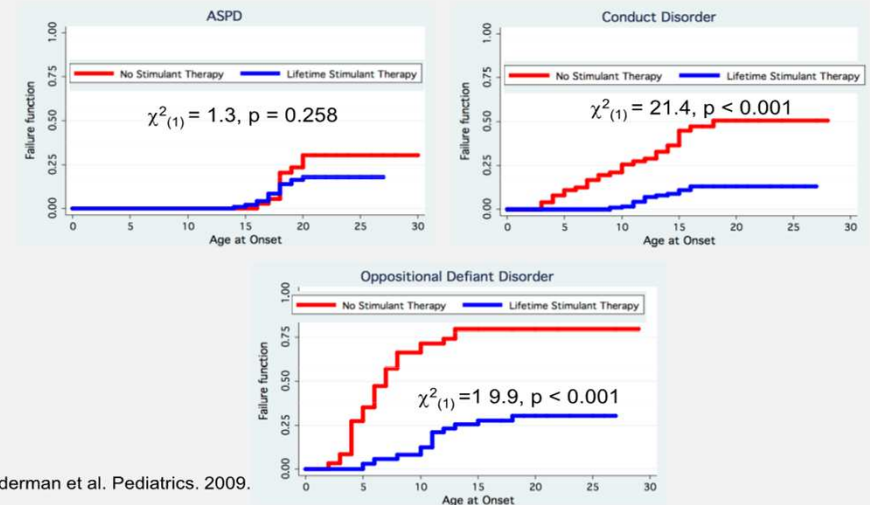 ASPD
1.00
0.75
0.50
0.25
0.00
Failure function
No Stimulant Therapy Lifetime Stimulant Therapy
χ²₍₁₎ = 1.3, p = 0.258
0 5 10 15 20 25 30
Age at Onset
Conduct Disorder
1.00
0.75
0.50
0.25
0.00
Failure function
No Stimulant Therapy Lifetime Stimulant Therapy
χ²₍₁₎ = 21.4, p < 0.001
0 5 10 15 20 25 30
Age at Onset
Oppositional Defiant Disorder
1.00
0.75
0.50
0.25
0.00
Failure function
No Stimulant Therapy Lifetime Stimulant Therapy
χ²₍₁₎ =1 9.9, p < 0.001
0 5 10 15 20 25 30
Age at Onset
derman et al. Pediatrics. 2009.